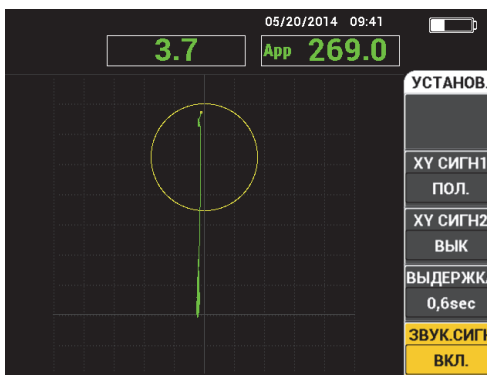 05/20/2014 09:41
3.7
App 269.0
УСТАНОВ.
XY СИГН1
ПОЛ.
XY СИГН2
ВЫК
ВЫДЕРЖКА
0,6sec
ЗВУК.СИГН
ВКЛ.